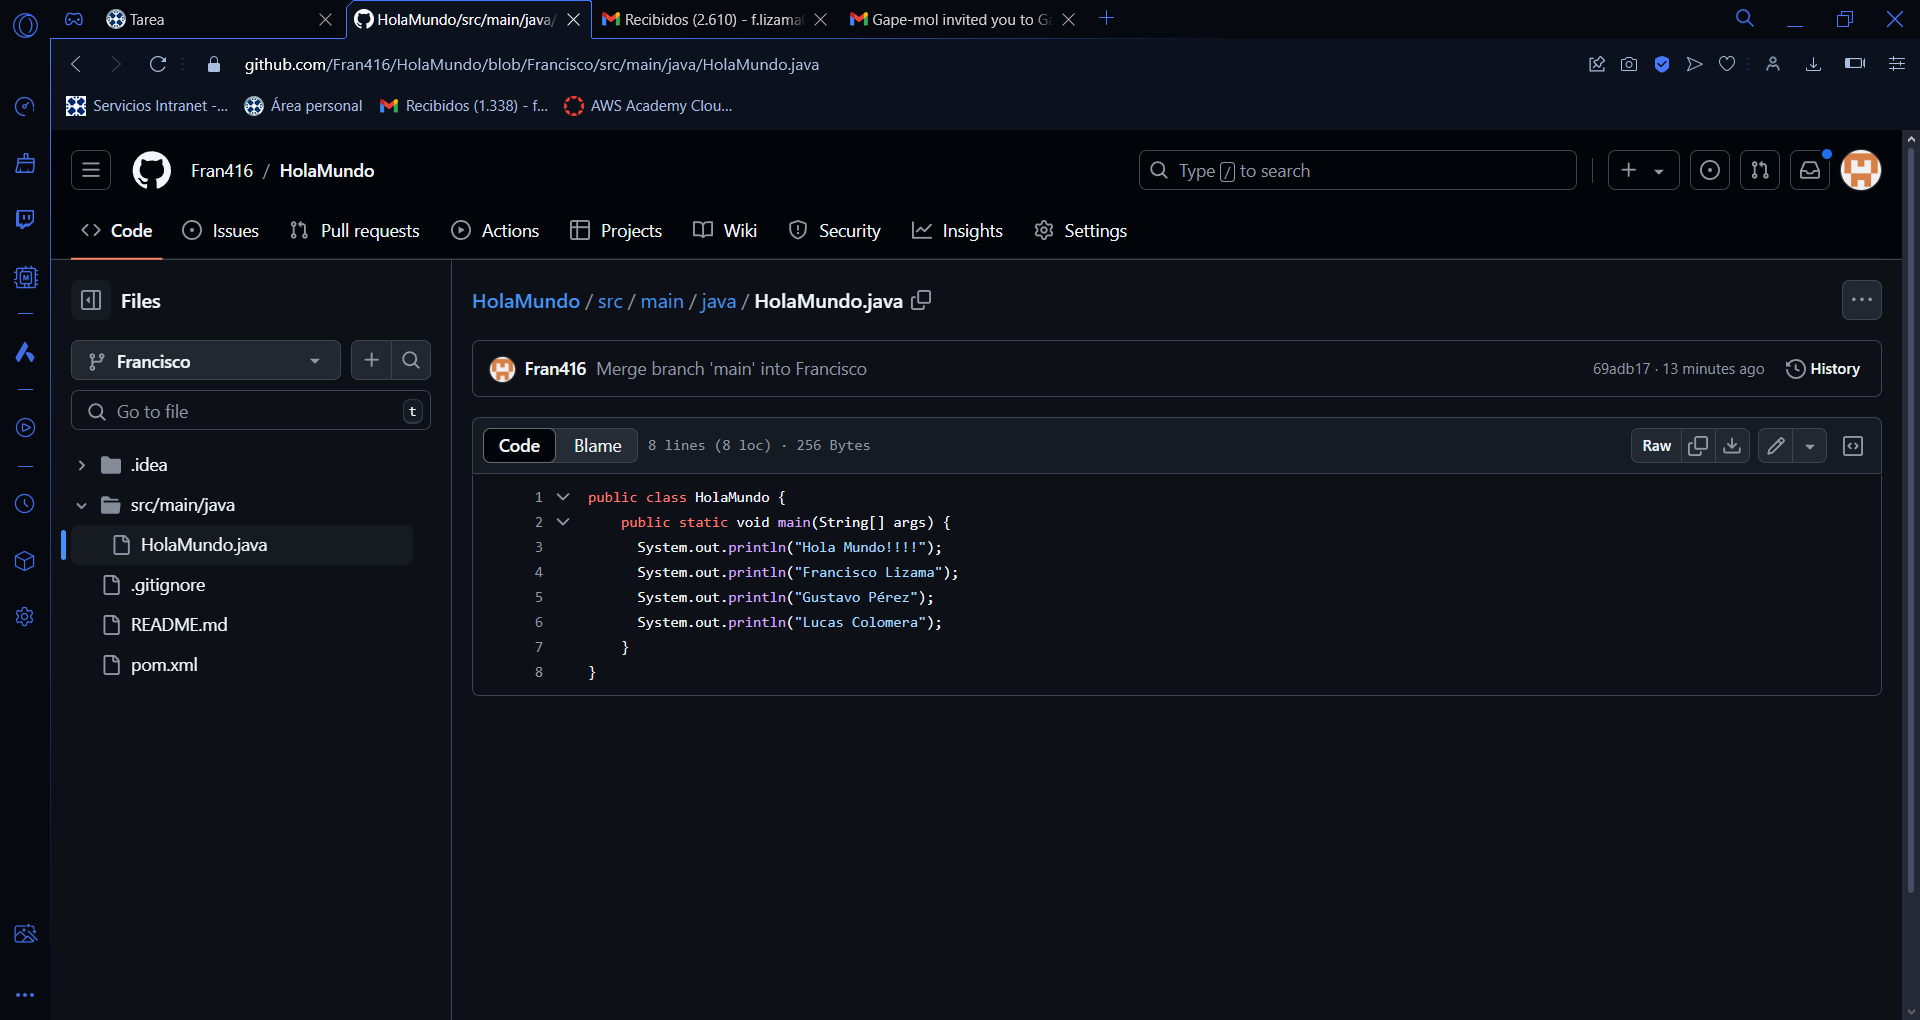 Tarea
HolaMundo/src/main/java/
Recibidos (2.610) - f.lizama
Gape-mol invited you to G
github.com/Fran416/HolaMundo/blob/Francisco/src/main/java/HolaMundo.java
Servicios Intranet -...
Área personal
Recibidos (1.338) - f...
AWS Academy Clou...
Fran416 / HolaMundo
Type / to search
Code
Issues
Pull requests
Actions
Projects
Wiki
Security
Insights
Settings
Files
Francisco
Go to file
t
.idea
src/main/java
HolaMundo.java
.gitignore
README.md
pom.xml
HolaMundo / src / main / java / HolaMundo.java
Fran416 Merge branch 'main' into Francisco
69adb17 · 13 minutes ago
History
Code
Blame
8 lines (8 loc) · 256 Bytes
Raw
1 public class HolaMundo {
2 public static void main(String[] args) {
3 System.out.println("Hola Mundo!!!!");
4 System.out.println("Francisco Lizama");
5 System.out.println("Gustavo Pérez");
6 System.out.println("Lucas Colomera");
7 }
8 }